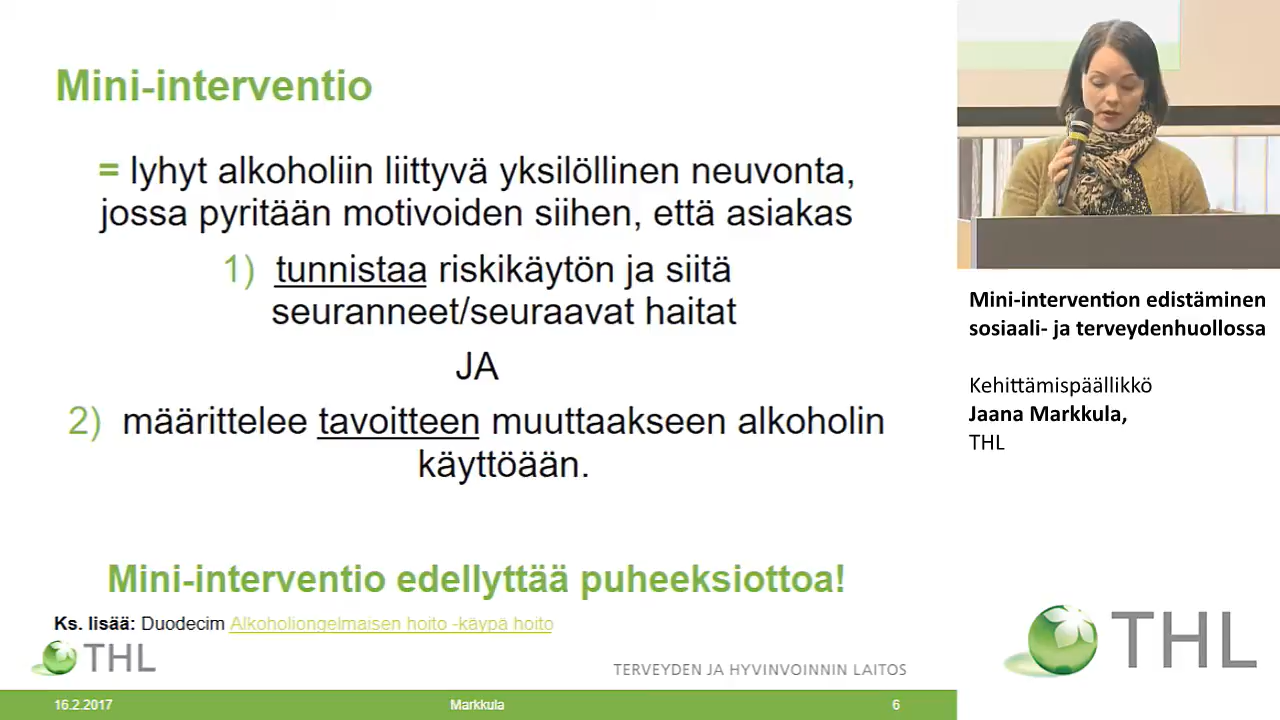 Mini-interventio
= lyhyt alkoholiin liittyvä yksilöllinen neuvonta,
jossa pyritään motivoiden siihen, että asiakas
1) tunnistaa riskikäytön ja siitä
seuranneet/seuraavat haitat
JA
2) määrittelee tavoitteen muuttaakseen alkoholin
käyttöään.
Mini-interventio edellyttää puheeksiottoa!
Ks. lisää: Duodecim Alkoholiongelmaisen hoito -käypä hoito
THL
TERVEYDEN JA HYVINVOINNIN LAITOS
16.2.2017 Markkula 6
Mini-intervention edistäminen
sosiaali- ja terveydenhuollossa
Kehittämispäällikkö
Jaana Markkula,
THL
THL